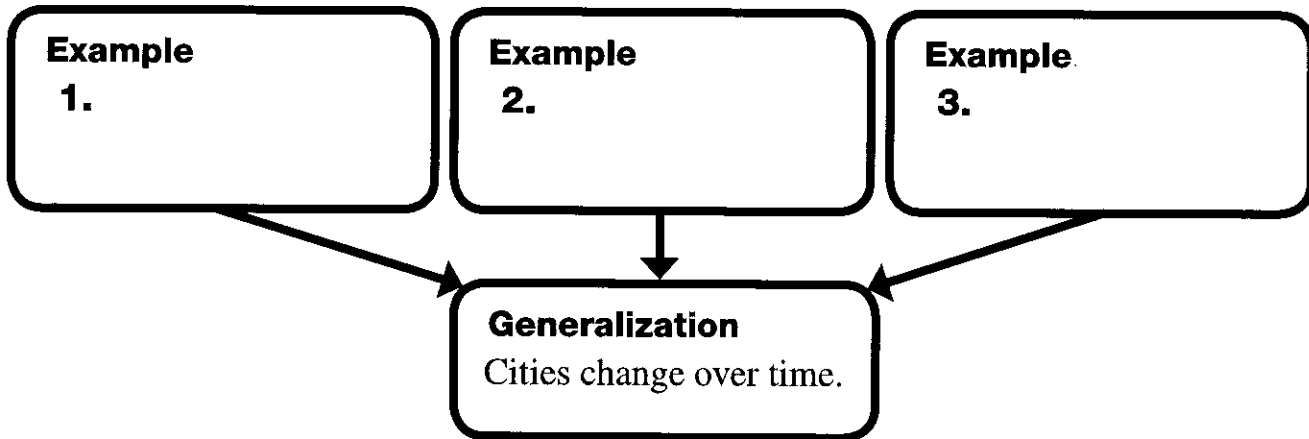 Example
1.
Example
2.
Example
3.
Generalization
Cities change over time.